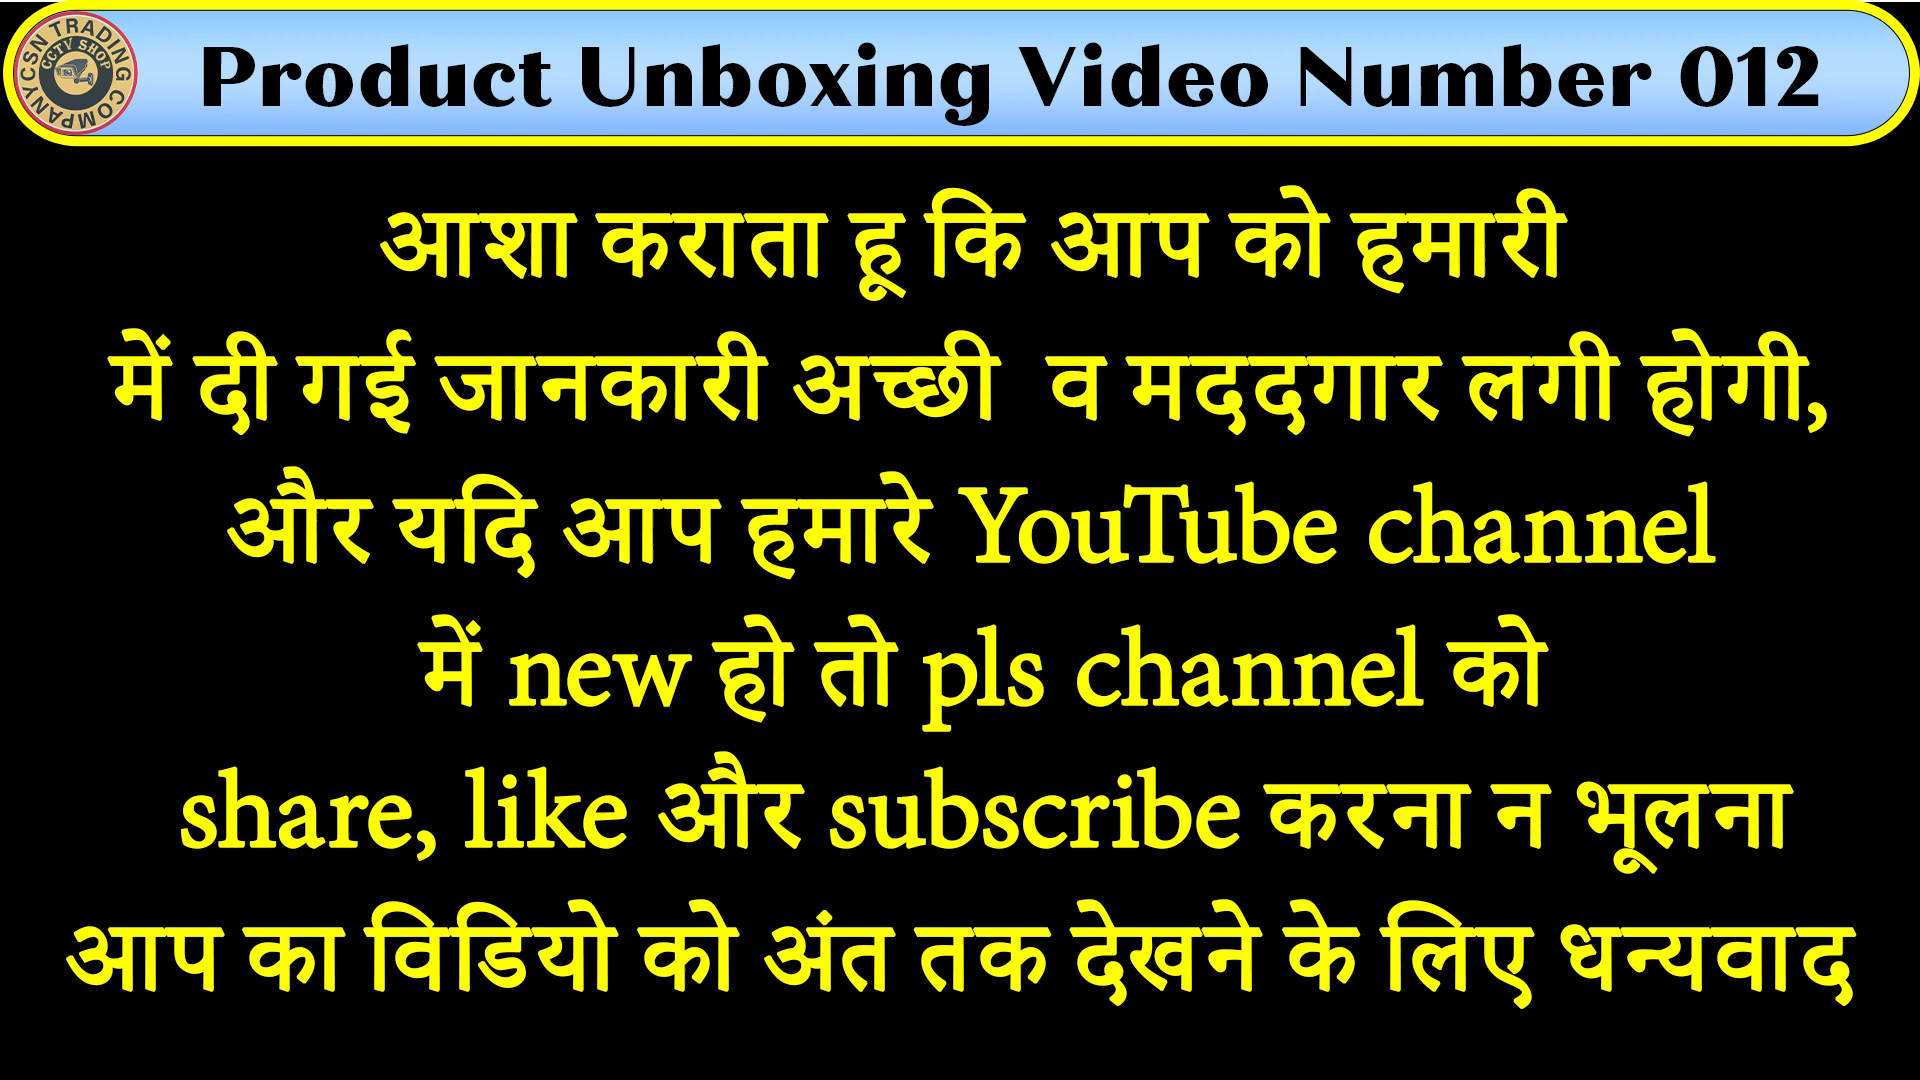 CSN TRADING COMPANY
CCTV SHOP
Product Unboxing Video Number 012
आशा कराता हू कि आप को हमारी
में दी गई जानकारी अच्छी व मददगार लगी होगी,
और यदि आप हमारे YouTube channel
में new हो तो pls channel को
share, like और subscribe करना न भूलना
आप का विडियो को अंत तक देखने के लिए धन्यवाद